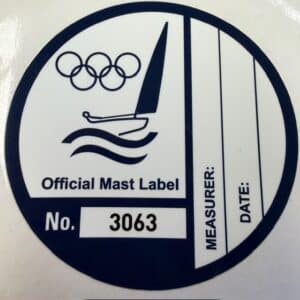 Official Mast Label
No. 3063
MEASURER:
DATE: